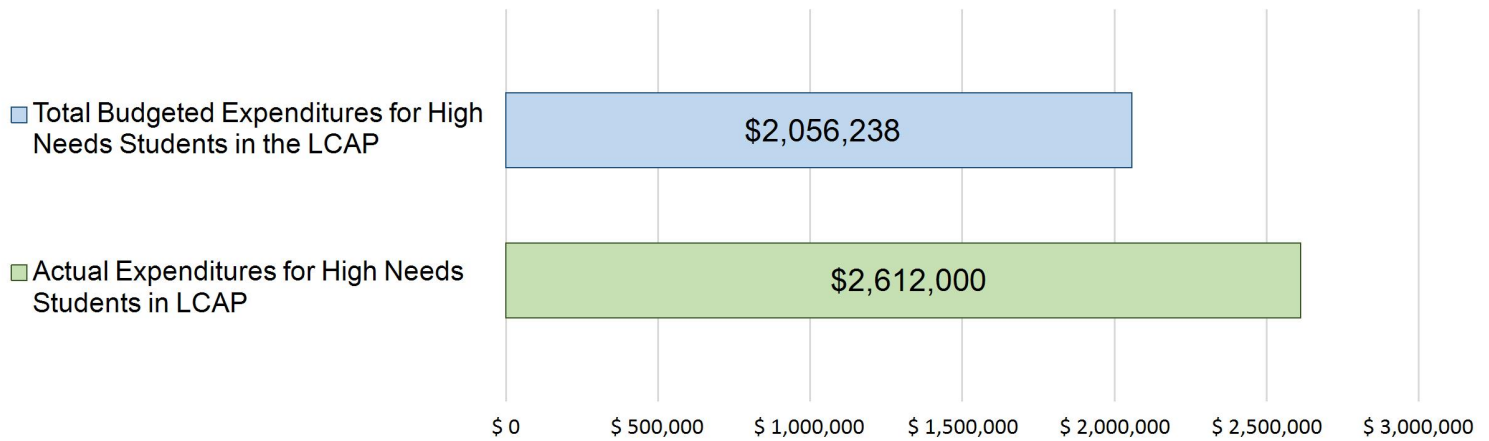 Total Budgeted Expenditures for High
Needs Students in the LCAP
$2,056,238
Actual Expenditures for High Needs
Students in LCAP
$2,612,000
$ 0
$ 500,000
$ 1,000,000
$ 1,500,000
$ 2,000,000
$ 2,500,000
$ 3,000,000